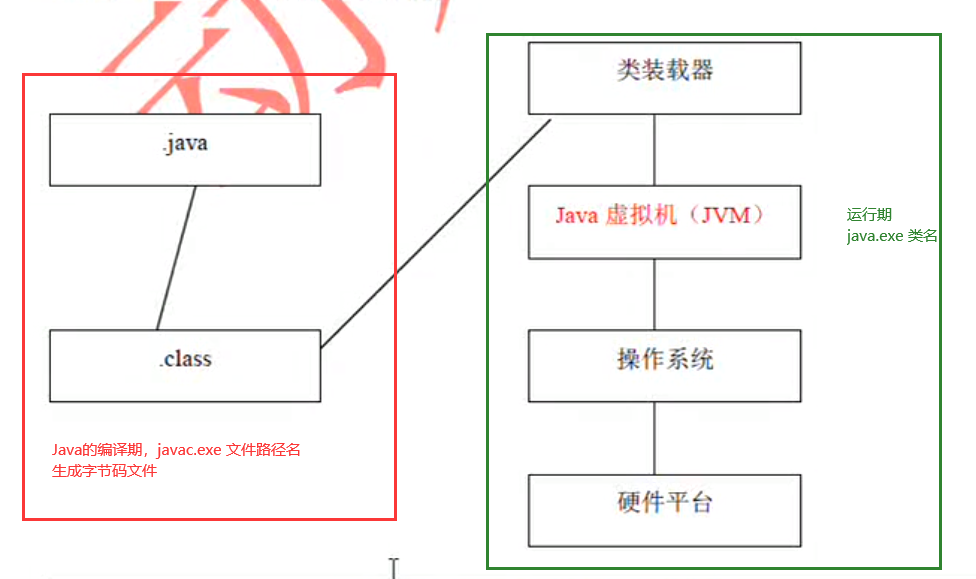 .java
.class
Java的编译期，javac.exe 文件路径名
生成字节码文件
类装载器
Java 虚拟机（JVM）
操作系统
硬件平台
运行期
java.exe 类名